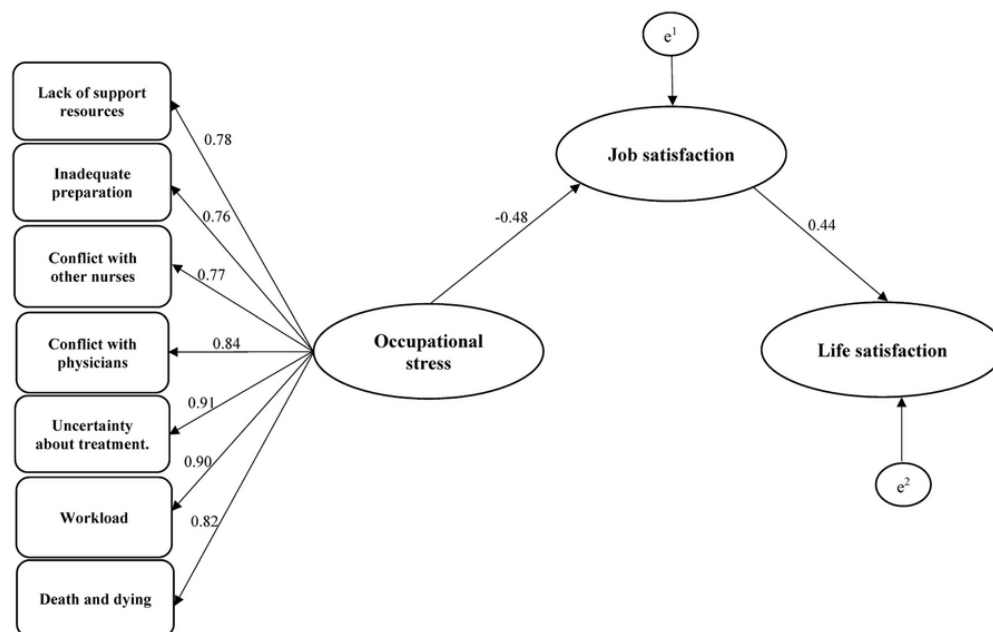 e¹
Lack of support
resources
0.78
Job satisfaction
Inadequate
preparation
0.76
-0.48
0.44
Conflict with
other nurses
0.77
Conflict with
physicians
0.84
Occupational
stress
Life satisfaction
Uncertainty
about treatment.
0.91
0.90
e²
Workload
0.82
Death and dying